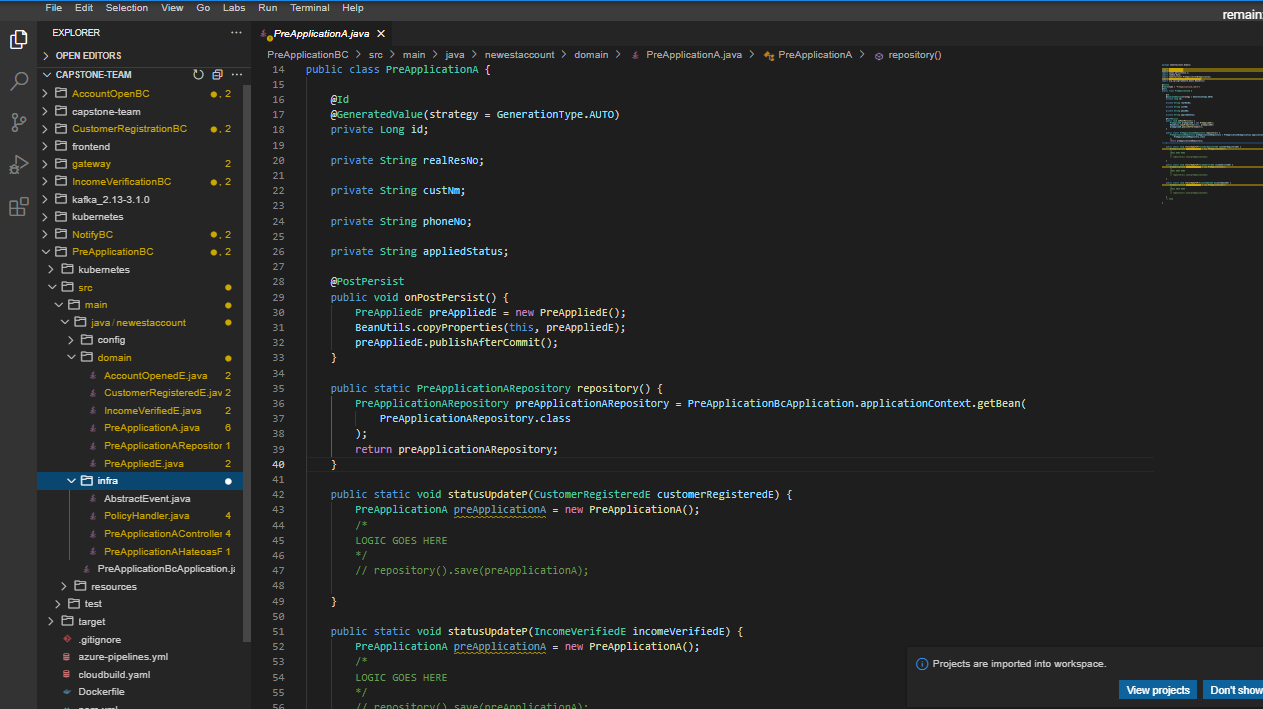 File Edit Selection View Go Labs Run Terminal Help
remain
EXPLORER
OPEN EDITORS
CAPSTONE-TEAM
AccountOpenBC 2
capstone-team
CustomerRegistrationBC 2
frontend
gateway 2
IncomeVerificationBC 2
kafka_2.13-3.1.0
kubernetes
NotifyBC 2
PreApplicationBC 2
kubernetes
src
main
java/newestaccount
config
domain
AccountOpenedE.java 2
CustomerRegisteredE.jav 2
IncomeVerifiedE.java 2
PreApplicationA.java 6
PreApplicationARepositor 1
PreAppliedE.java 2
infra
AbstractEvent.java
PolicyHandler.java 4
PreApplicationAController 4
PreApplicationAHateoasF 1
PreApplicationBcApplication.ja
resources
test
target
.gitignore
azure-pipelines.yml
cloudbuild.yaml
Dockerfile
PreApplicationA.java
PreApplicationBC > src > main > java > newestaccount > domain > PreApplicationA.java > PreApplicationA > repository()
14 public class PreApplicationA {
15
16 @Id
17 @GeneratedValue(strategy = GenerationType.AUTO)
18 private Long id;
19
20 private String realResNo;
21
22 private String custNm;
23
24 private String phoneNo;
25
26 private String appliedStatus;
27
28 @PostPersist
29 public void onPostPersist() {
30 PreAppliedE preAppliedE = new PreAppliedE();
31 BeanUtils.copyProperties(this, preAppliedE);
32 preAppliedE.publishAfterCommit();
33 }
34
35 public static PreApplicationARepository repository() {
36 PreApplicationARepository preApplicationARepository = PreApplicationBcApplication.applicationContext.getBean(
37 PreApplicationARepository.class
38 );
39 return preApplicationARepository;
40 }
41
42 public static void statusUpdateP(CustomerRegisteredE customerRegisteredE) {
43 PreApplicationA preApplicationA = new PreApplicationA();
44 /*
45 LOGIC GOES HERE
46 */
47 // repository().save(preApplicationA);
48
49 }
50
51 public static void statusUpdateP(IncomeVerifiedE incomeVerifiedE) {
52 PreApplicationA preApplicationA = new PreApplicationA();
53 /*
54 LOGIC GOES HERE
55 */
56 // repository().save(preApplicationA);
Projects are imported into workspace.
View projects Don't show